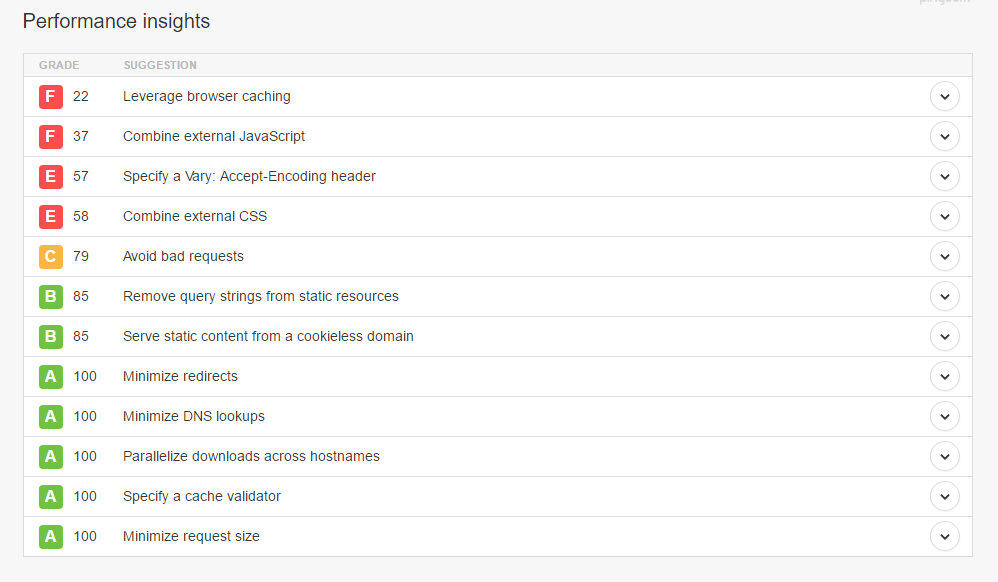 Performance insights
GRADE SUGGESTION
F 22 Leverage browser caching
F 37 Combine external JavaScript
E 57 Specify a Vary: Accept-Encoding header
E 58 Combine external CSS
C 79 Avoid bad requests
B 85 Remove query strings from static resources
B 85 Serve static content from a cookieless domain
A 100 Minimize redirects
A 100 Minimize DNS lookups
A 100 Parallelize downloads across hostnames
A 100 Specify a cache validator
A 100 Minimize request size